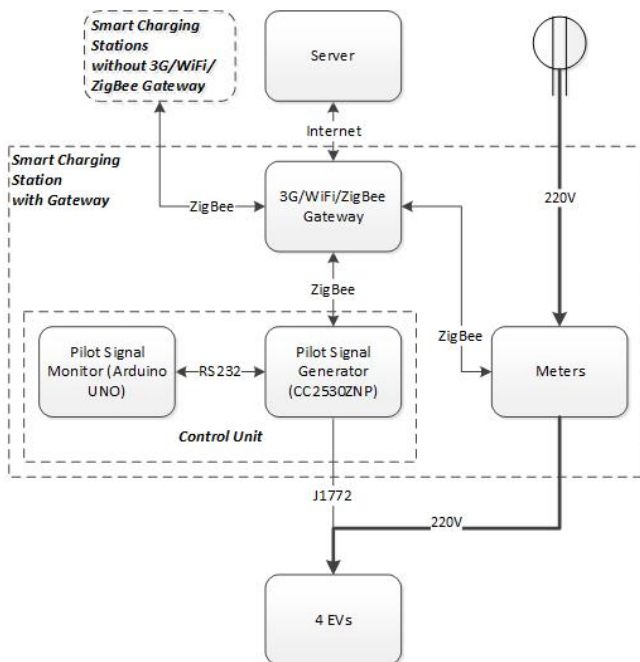 Smart Charging
Stations
without 3G/WiFi/
ZigBee Gateway
Server
Internet
Smart Charging
Station
with Gateway
3G/WiFi/ZigBee
Gateway
ZigBee
220V
ZigBee
ZigBee
Pilot Signal
Monitor (Arduino
UNO)
RS232
Pilot Signal
Generator
(CC2530ZNP)
Meters
Control Unit
J1772
220V
4 EVs